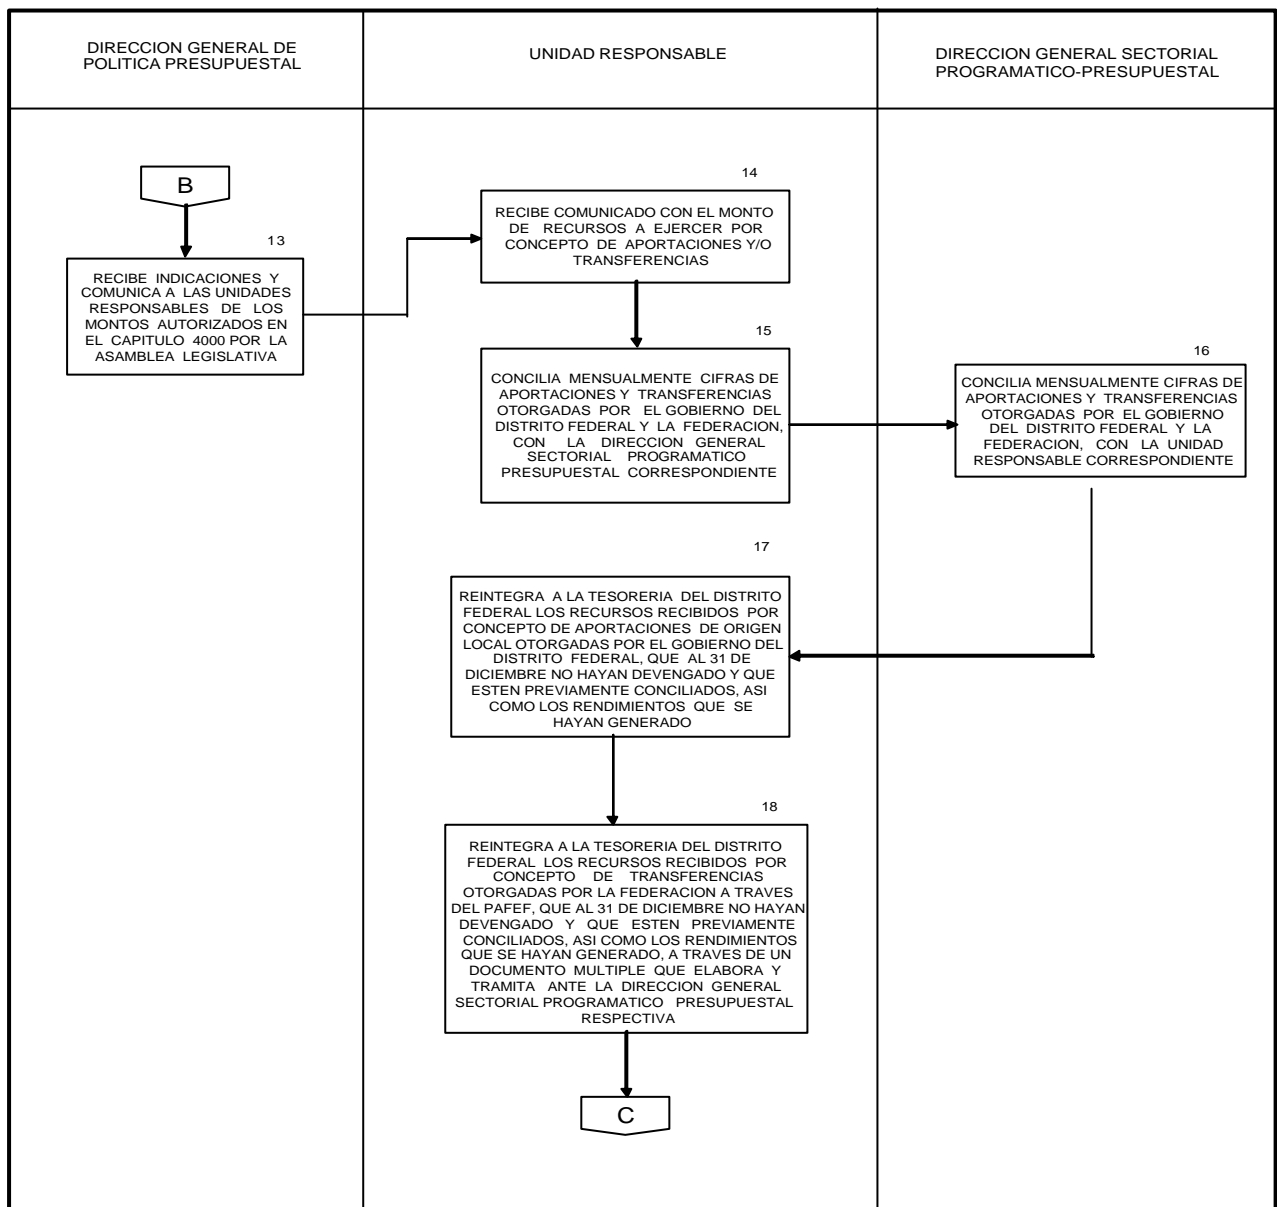 DIRECCION GENERAL DE
POLITICA PRESUPUESTAL
UNIDAD RESPONSABLE
DIRECCION GENERAL SECTORIAL
PROGRAMATICO-PRESUPUESTAL
B
13
RECIBE INDICACIONES Y
COMUNICA A LAS UNIDADES
RESPONSABLES DE LOS
MONTOS AUTORIZADOS EN
EL CAPITULO 4000 POR LA
ASAMBLEA LEGISLATIVA
14
RECIBE COMUNICADO CON EL MONTO
DE RECURSOS A EJERCER POR
CONCEPTO DE APORTACIONES Y/O
TRANSFERENCIAS
15
CONCILIA MENSUALMENTE CIFRAS DE
APORTACIONES Y TRANSFERENCIAS
OTORGADAS POR EL GOBIERNO DEL
DISTRITO FEDERAL Y LA FEDERACION,
CON LA DIRECCION GENERAL
SECTORIAL PROGRAMATICO
PRESUPUESTAL CORRESPONDIENTE
16
CONCILIA MENSUALMENTE CIFRAS DE
APORTACIONES Y TRANSFERENCIAS
OTORGADAS POR EL GOBIERNO
DEL DISTRITO FEDERAL Y LA
FEDERACION, CON LA UNIDAD
RESPONSABLE CORRESPONDIENTE
17
REINTEGRA A LA TESORERIA DEL DISTRITO
FEDERAL LOS RECURSOS RECIBIDOS POR
CONCEPTO DE APORTACIONES DE ORIGEN
LOCAL OTORGADAS POR EL GOBIERNO DEL
DISTRITO FEDERAL, QUE AL 31 DE
DICIEMBRE NO HAYAN DEVENGADO Y QUE
ESTEN PREVIAMENTE CONCILIADOS, ASI
COMO LOS RENDIMIENTOS QUE SE
HAYAN GENERADO
18
REINTEGRA A LA TESORERIA DEL DISTRITO
FEDERAL LOS RECURSOS RECIBIDOS POR
CONCEPTO DE TRANSFERENCIAS
OTORGADAS POR LA FEDERACION A TRAVES
DEL PAFEF, QUE AL 31 DE DICIEMBRE NO HAYAN
DEVENGADO Y QUE ESTEN PREVIAMENTE
CONCILIADOS, ASI COMO LOS RENDIMIENTOS
QUE SE HAYAN GENERADO, A TRAVES DE UN
DOCUMENTO MULTIPLE QUE ELABORA Y
TRAMITA ANTE LA DIRECCION GENERAL
SECTORIAL PROGRAMATICO PRESUPUESTAL
RESPECTIVA
C